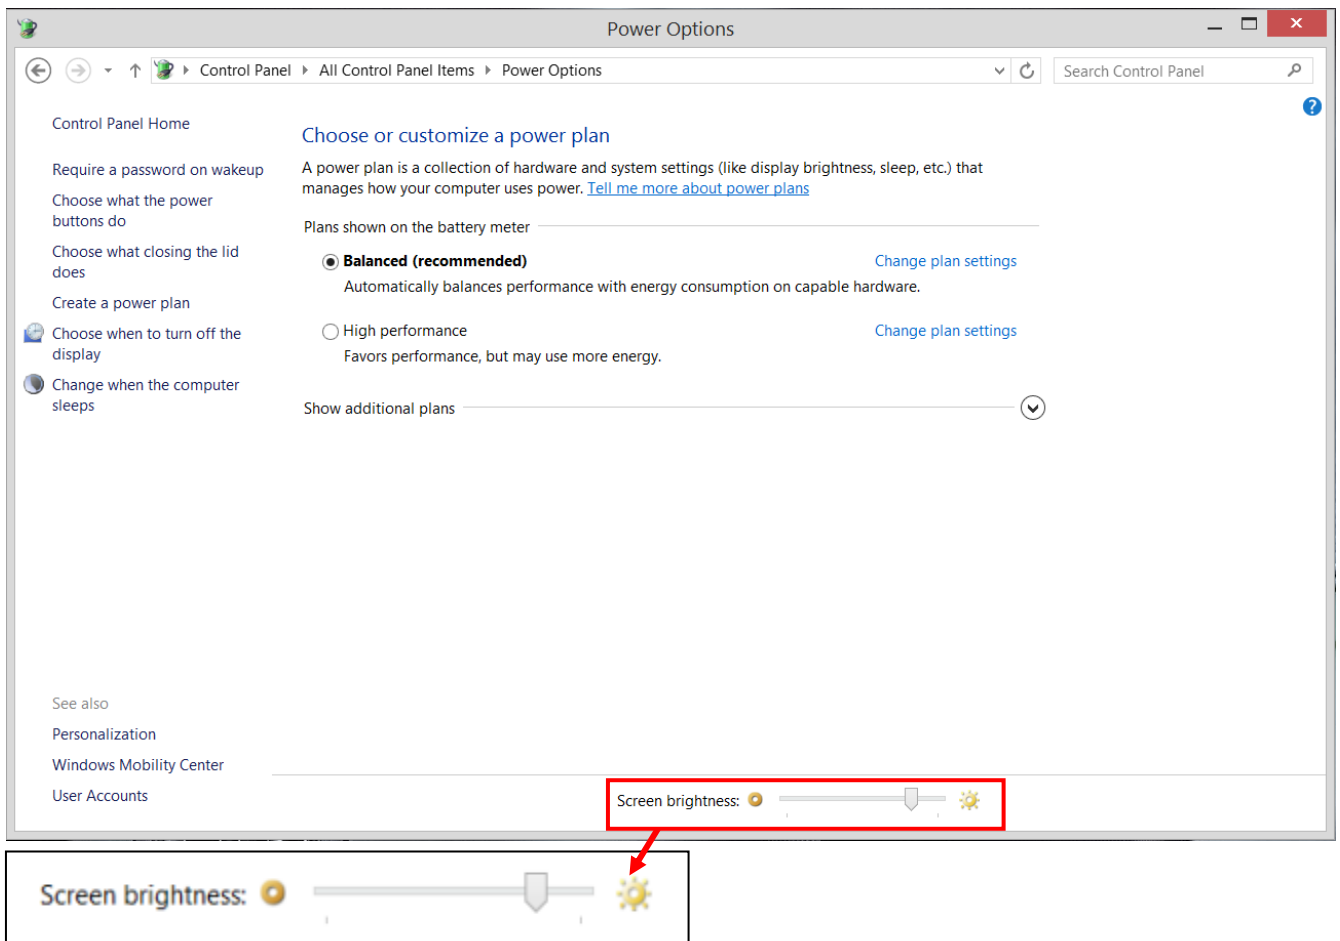 Power Options
Control Panel All Control Panel Items Power Options
Search Control Panel
Control Panel Home
Require a password on wakeup
Choose what the power
buttons do
Choose what closing the lid
does
Create a power plan
Choose when to turn off the
display
Change when the computer
sleeps
Choose or customize a power plan
A power plan is a collection of hardware and system settings (like display brightness, sleep, etc.) that
manages how your computer uses power. Tell me more about power plans
Plans shown on the battery meter
Balanced (recommended) Change plan settings
Automatically balances performance with energy consumption on capable hardware.
High performance Change plan settings
Favors performance, but may use more energy.
Show additional plans
See also
Personalization
Windows Mobility Center
User Accounts
Screen brightness:
Screen brightness: